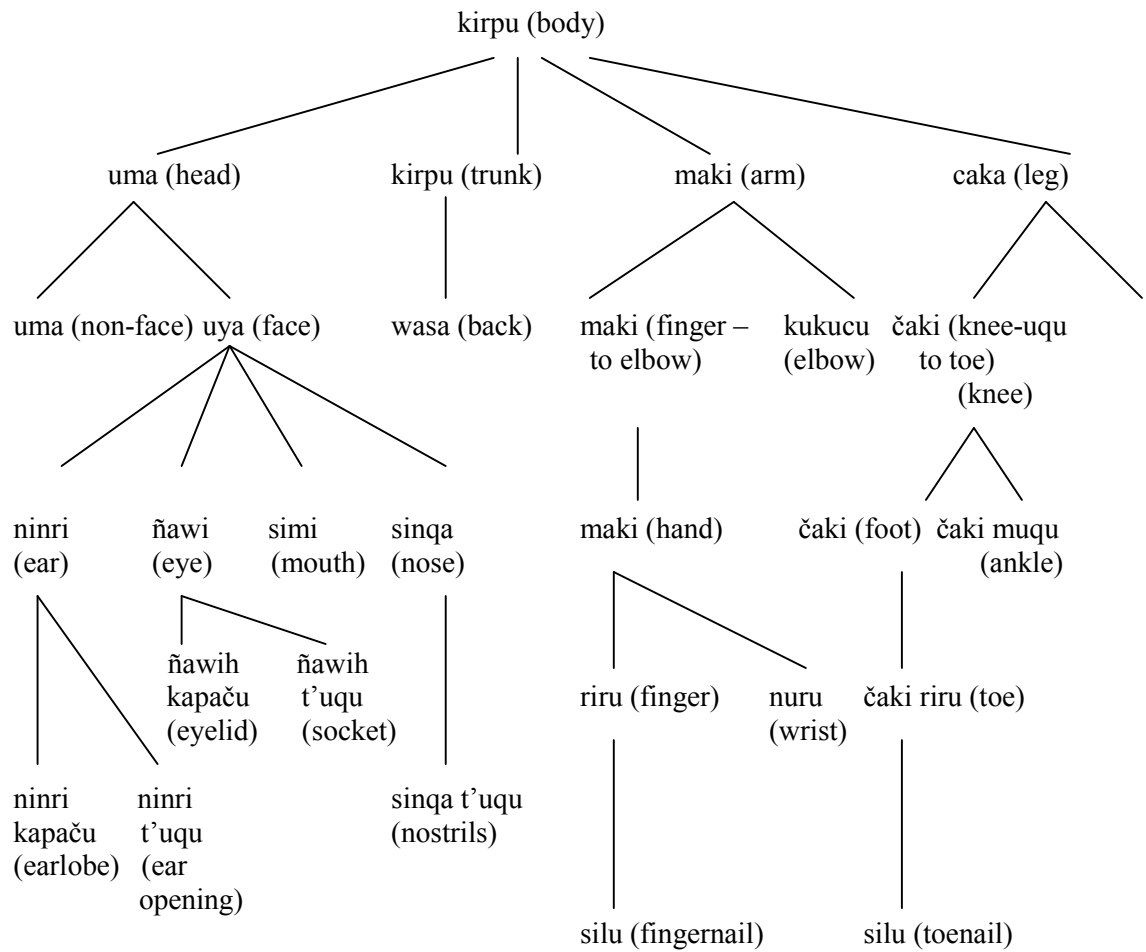 kirpu (body)
uma (head) kirpu (trunk) maki (arm) caka (leg)
uma (non-face) uya (face) wasa (back) maki (finger – kukucu čaki (knee-uqu
to elbow) (elbow) to toe)
(knee)
ninri ñawi simi sinqa maki (hand) čaki (foot) čaki muqu
(ear) (eye) (mouth) (nose) (ankle)
ñawih ñawih
kapaču t’uqu riru (finger) nuru čaki riru (toe)
(eyelid) (socket) (wrist)
ninri ninri sinqa t’uqu
kapaču t’uqu (nostrils)
(earlobe) (ear
opening)
silu (fingernail) silu (toenail)